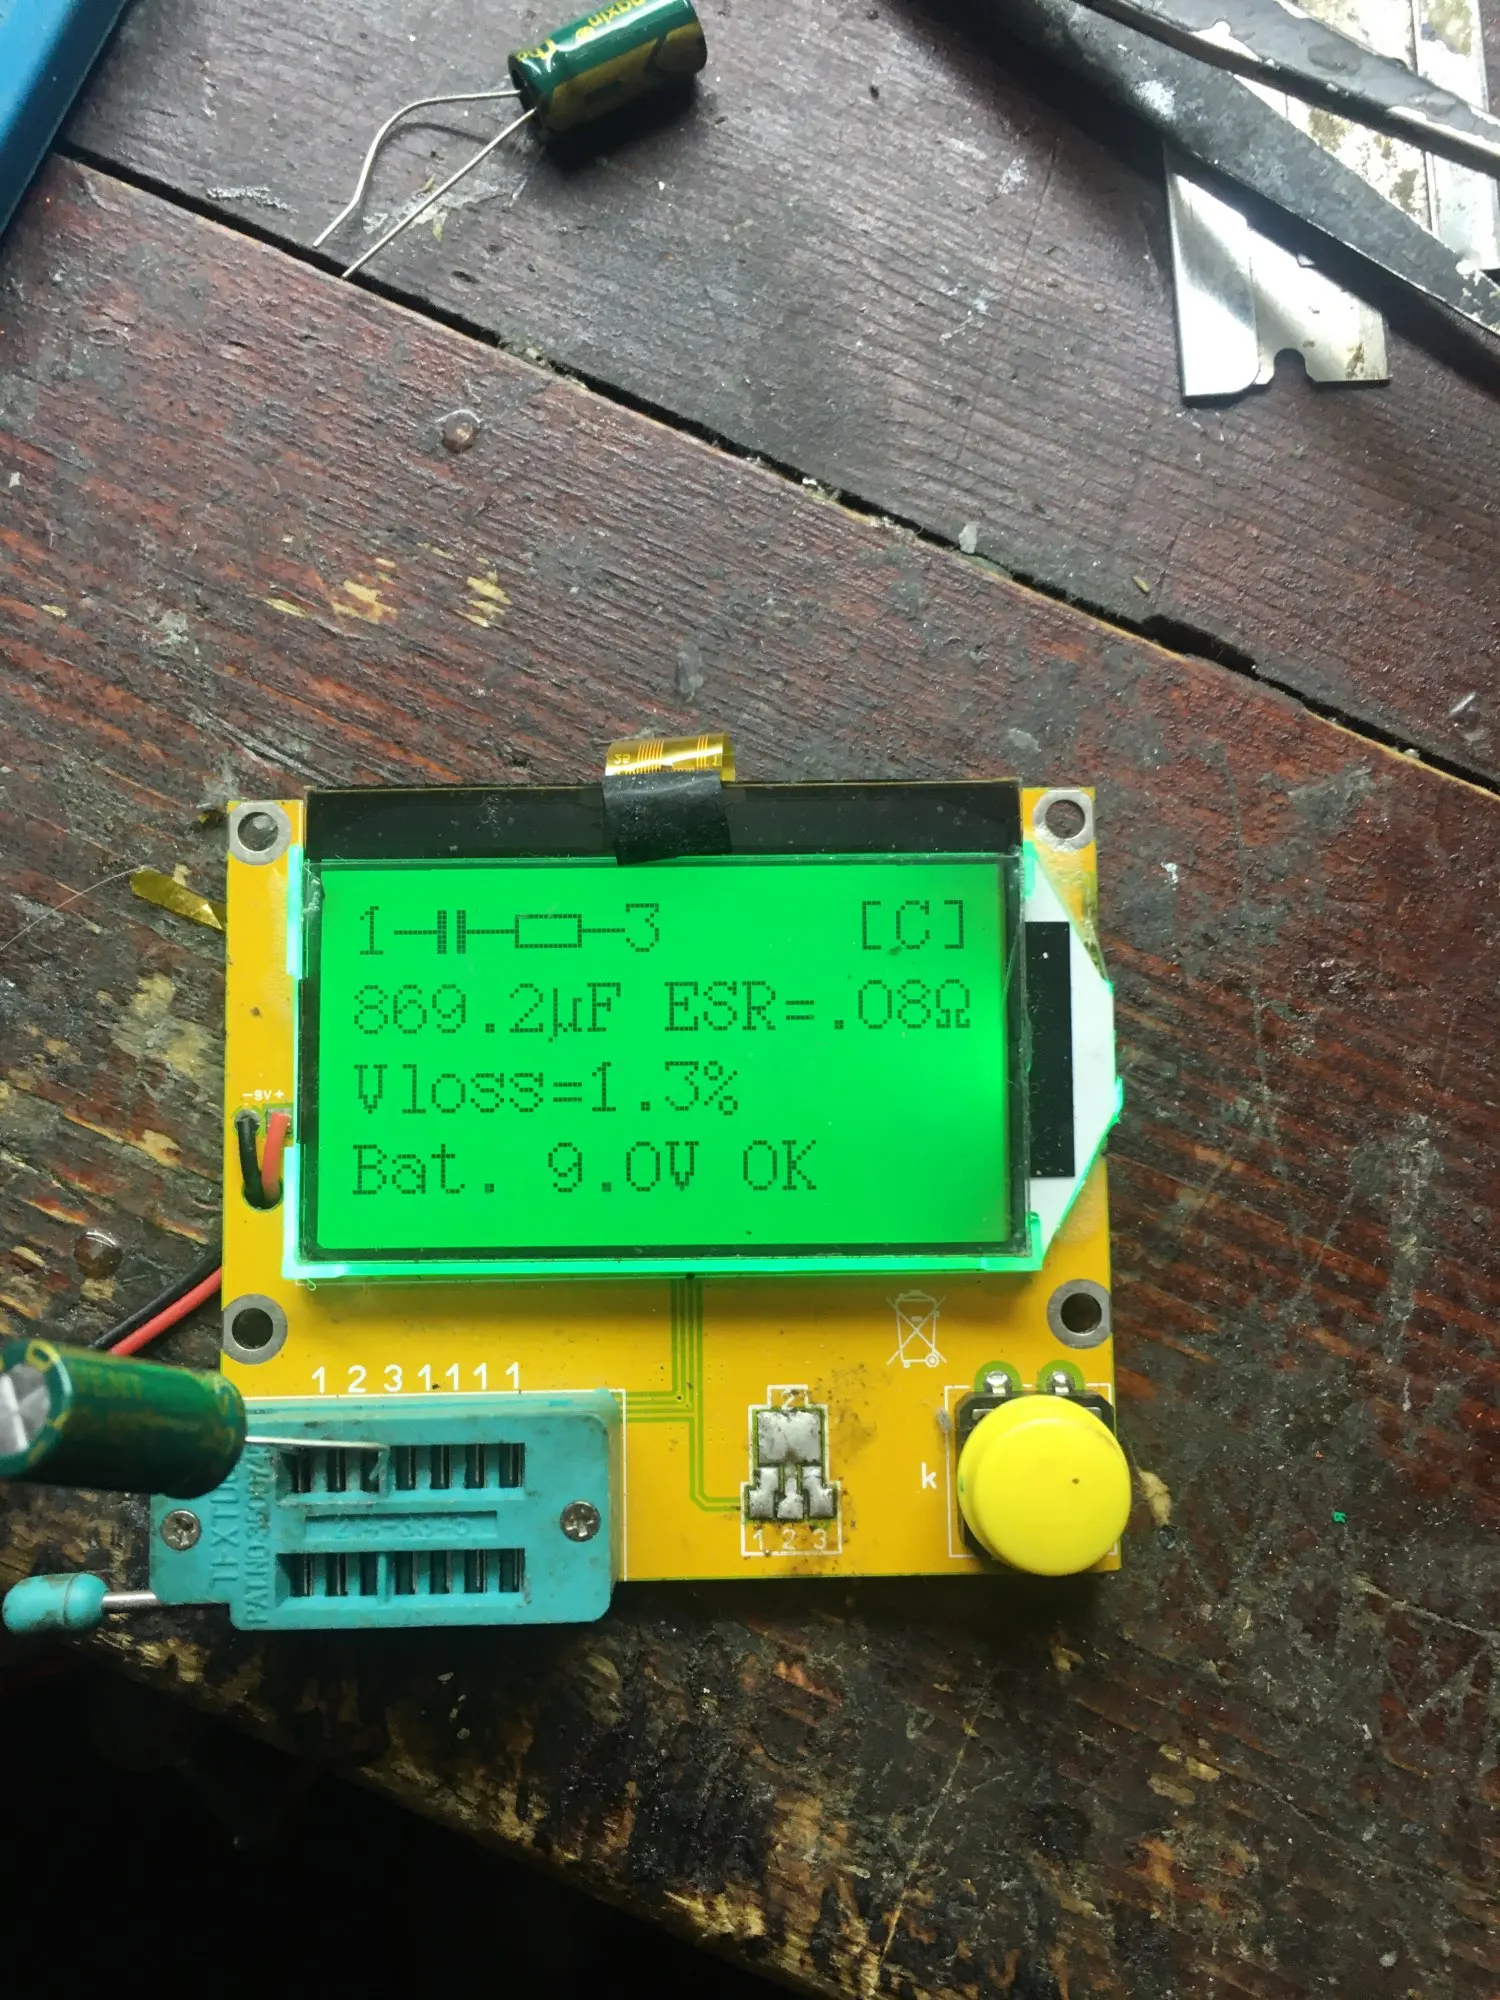 1 3 [C]
869.2µF ESR=.08Ω
Vloss=1.3%
Bat. 9.0V OK
-9V+
1 2 3 1 1 1 1
2
k
1 2 3